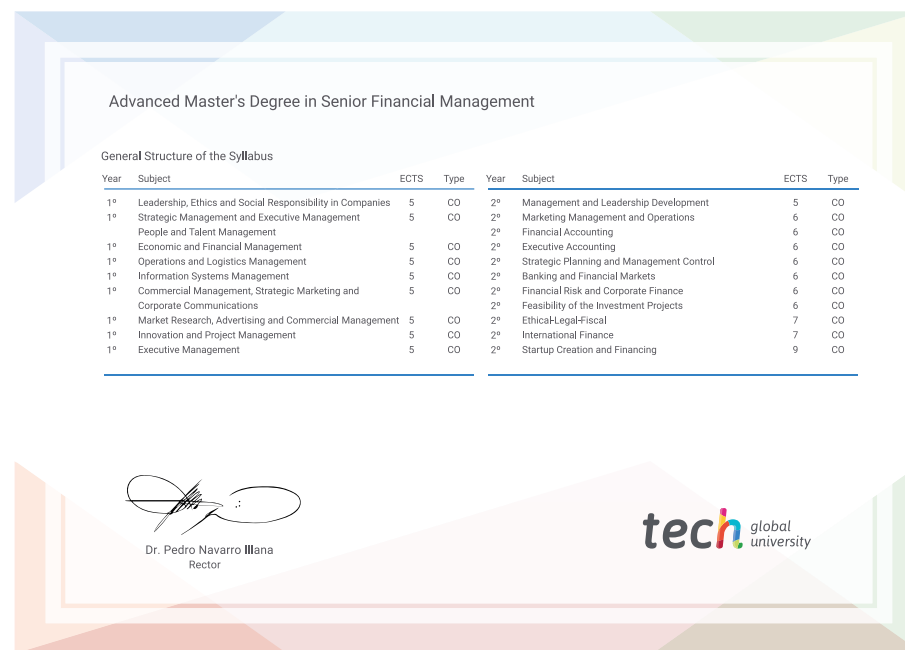 Advanced Master's Degree in Senior Financial Management
General Structure of the Syllabus
Year Subject ECTS Type
1º Leadership, Ethics and Social Responsibility in Companies 5 CO
1º Strategic Management and Executive Management 5 CO
People and Talent Management
1º Economic and Financial Management 5 CO
1º Operations and Logistics Management 5 CO
1º Information Systems Management 5 CO
1º Commercial Management, Strategic Marketing and 5 CO
Corporate Communications
1º Market Research, Advertising and Commercial Management 5 CO
1º Innovation and Project Management 5 CO
1º Executive Management 5 CO
Year Subject ECTS Type
2º Management and Leadership Development 5 CO
2º Marketing Management and Operations 6 CO
2º Financial Accounting 6 CO
2º Executive Accounting 6 CO
2º Strategic Planning and Management Control 6 CO
2º Banking and Financial Markets 6 CO
2º Financial Risk and Corporate Finance 6 CO
2º Feasibility of the Investment Projects 6 CO
2º Ethical-Legal-Fiscal 7 CO
2º International Finance 7 CO
2º Startup Creation and Financing 9 CO
Dr. Pedro Navarro Illana
Rector
tech global
university